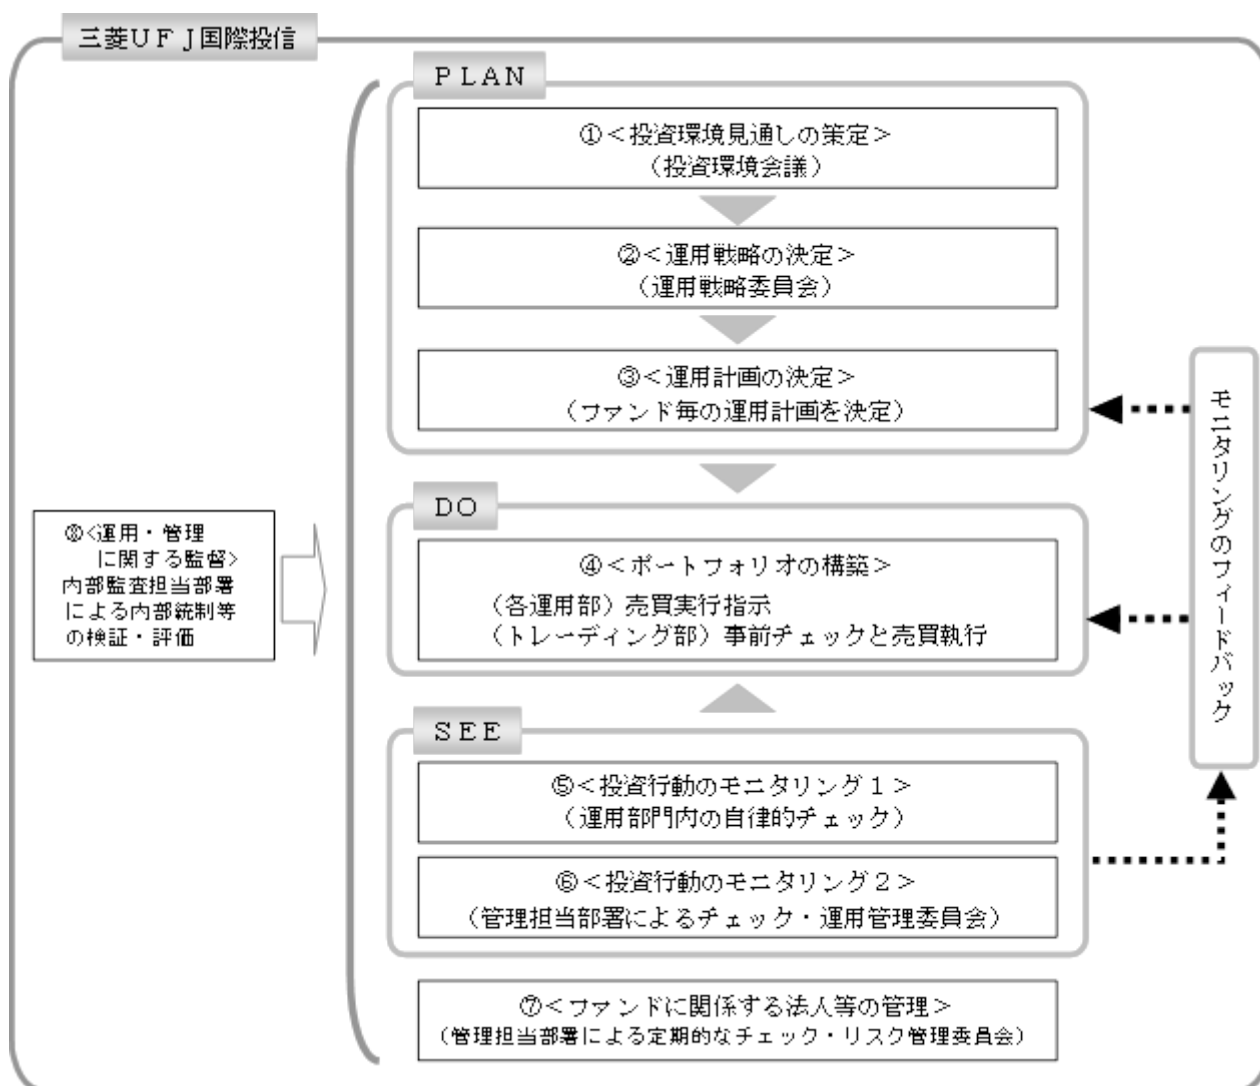 三菱ＵＦＪ国際投信
ＰＬＡＮ
①＜投資環境見通しの策定＞
（投資環境会議）
②＜運用戦略の決定＞
（運用戦略委員会）
③＜運用計画の決定＞
（ファンド毎の運用計画を決定）
ＤＯ
④＜ポートフォリオの構築＞
（各運用部）売買実行指示
（トレーディング部）事前チェックと売買執行
ＳＥＥ
⑤＜投資行動のモニタリング１＞
（運用部門内の自律的チェック）
⑥＜投資行動のモニタリング２＞
（管理担当部署によるチェック・運用管理委員会）
⑦＜ファンドに関係する法人等の管理＞
（管理担当部署による定期的なチェック・リスク管理委員会）
⑧＜運用・管理
に関する監督＞
内部監査担当部署
による内部統制等
の検証・評価
モニタリングのフィードバック